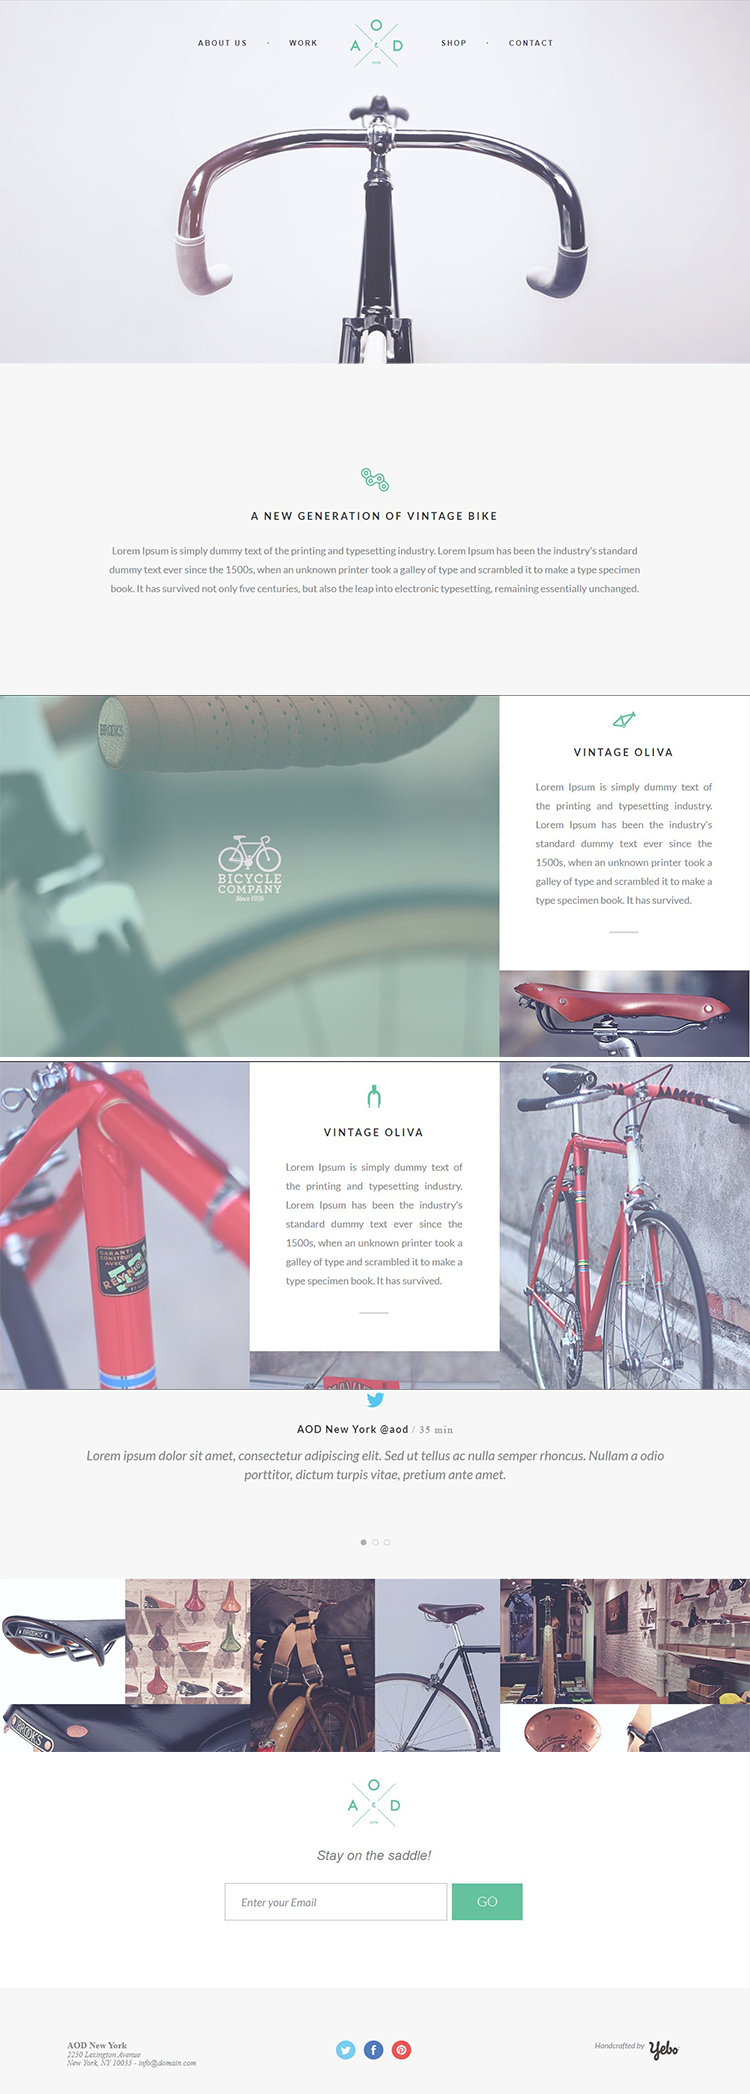 O
ABOUT US · WORK A & D SHOP · CONTACT
A NEW GENERATION OF VINTAGE BIKE
Lorem Ipsum is simply dummy text of the printing and typesetting industry. Lorem Ipsum has been the industry's standard
dummy text ever since the 1500s, when an unknown printer took a galley of type and scrambled it to make a type specimen
book. It has survived not only five centuries, but also the leap into electronic typesetting, remaining essentially unchanged.
BROOKS
BICYCLE
COMPANY
Since 1926
VINTAGE OLIVA
Lorem Ipsum is simply dummy text of
the printing and typesetting industry.
Lorem Ipsum has been the industry's
standard dummy text ever since the
1500s, when an unknown printer took a
galley of type and scrambled it to make a
type specimen book. It has survived.
GARANTI
CONSTRUIT
AVEC
VINTAGE OLIVA
Lorem Ipsum is simply dummy text of
the printing and typesetting industry.
Lorem Ipsum has been the industry's
standard dummy text ever since the
1500s, when an unknown printer took a
galley of type and scrambled it to make a
type specimen book. It has survived.
AOD New York @aod / 35 min
Lorem ipsum dolor sit amet, consectetur adipiscing elit. Sed ut tellus ac nulla semper rhoncus. Nullam a odio
porttitor, dictum turpis vitae, pretium ante amet.
BROOKS
BROOKS
O
A & D
Stay on the saddle!
Enter your Email GO
AOD New York
2250 Lexington Avenue
New York, NY 10035 - info@domain.com
Handcrafted by Yebo